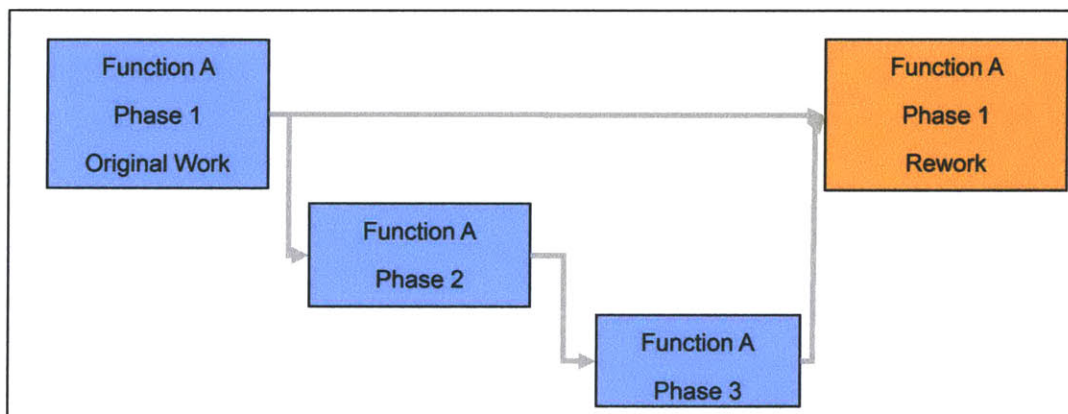 Function A
Phase 1
Original Work
Function A
Phase 1
Rework
Function A
Phase 2
Function A
Phase 3